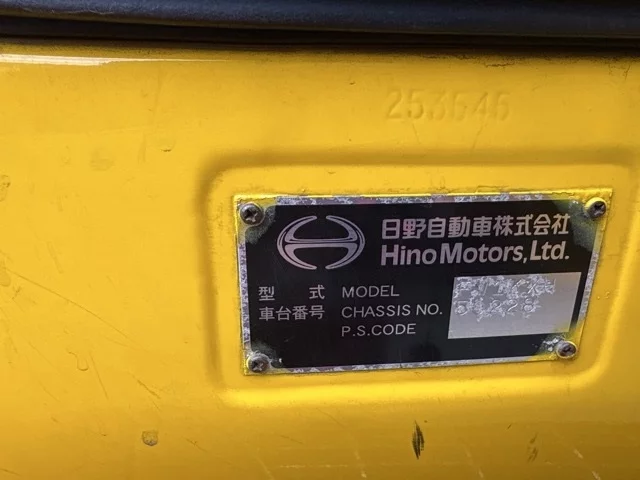 253646
日野自動車株式会社
Hino Motors, Ltd.
型 式 MODEL
車台番号 CHASSIS NO.
P.S.CODE